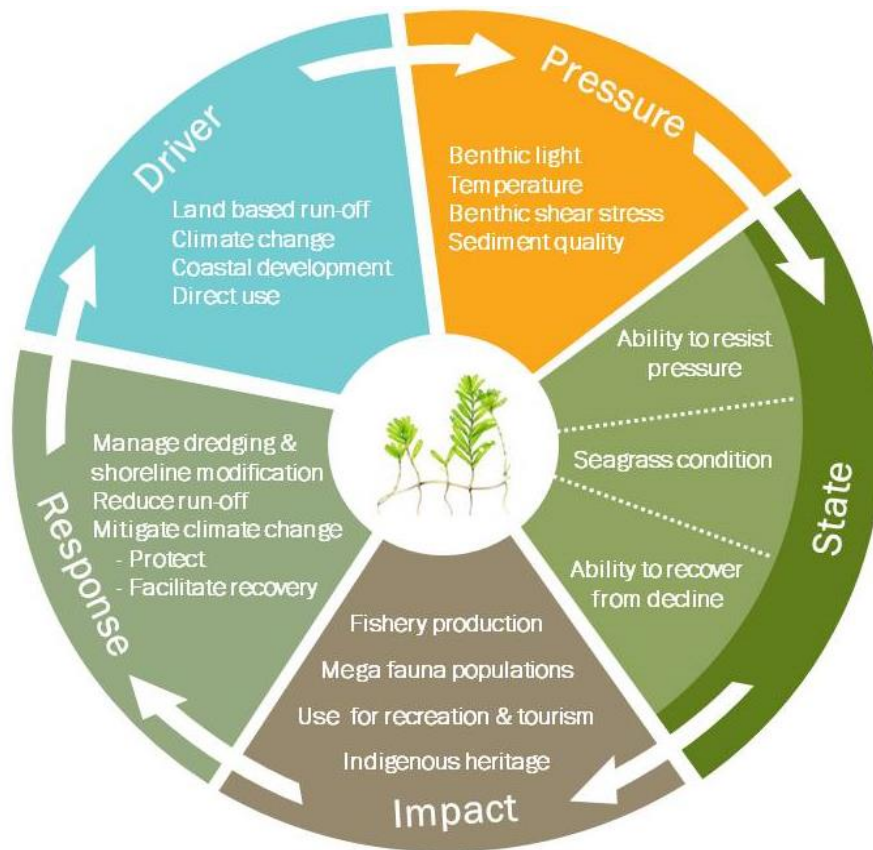 Driver
Land based run-off
Climate change
Coastal development
Direct use
Pressure
Benthic light
Temperature
Benthic shear stress
Sediment quality
State
Ability to resist
pressure
Seagrass condition
Ability to recover
from decline
Impact
Fishery production
Mega fauna populations
Use for recreation & tourism
Indigenous heritage
Response
Manage dredging &
shoreline modification
Reduce run-off
Mitigate climate change
- Protect
- Facilitate recovery